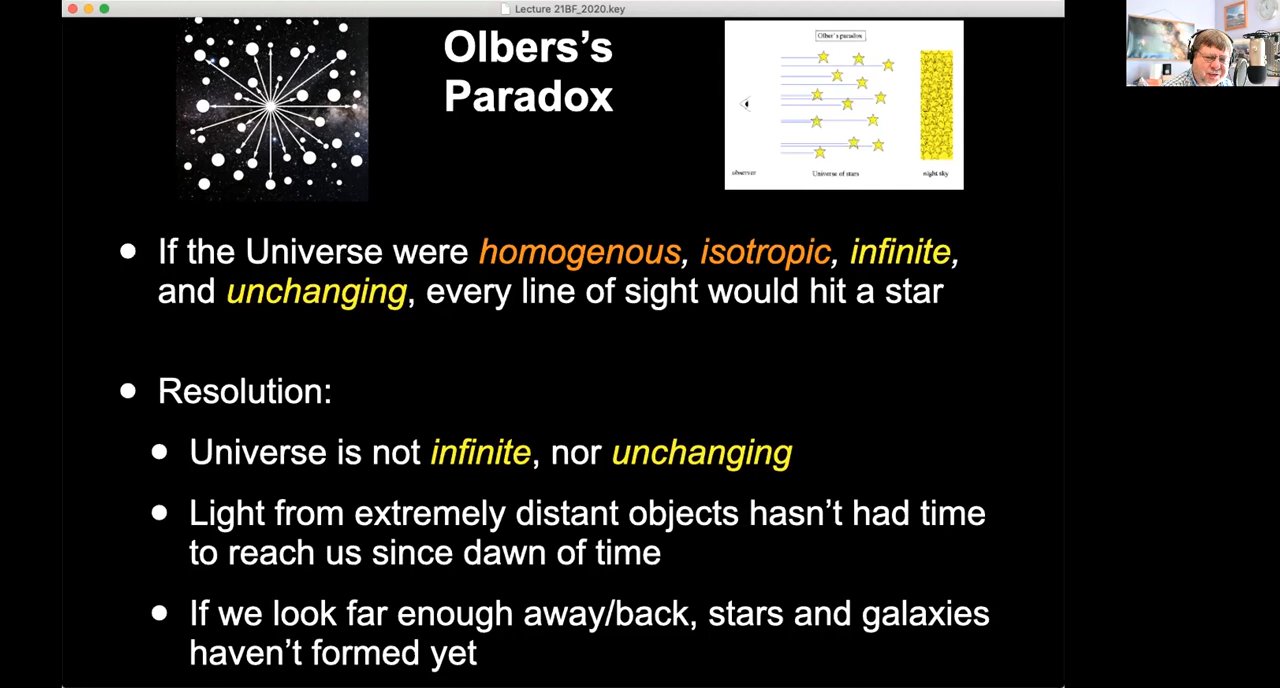 Lecture 21BF_2020.key
Olbers's
Paradox
Olber's paradox
observer
Universe of stars
night sky
• If the Universe were homogenous, isotropic, infinite,
and unchanging, every line of sight would hit a star
• Resolution:
• Universe is not infinite, nor unchanging
• Light from extremely distant objects hasn't had time
to reach us since dawn of time
• If we look far enough away/back, stars and galaxies
haven't formed yet